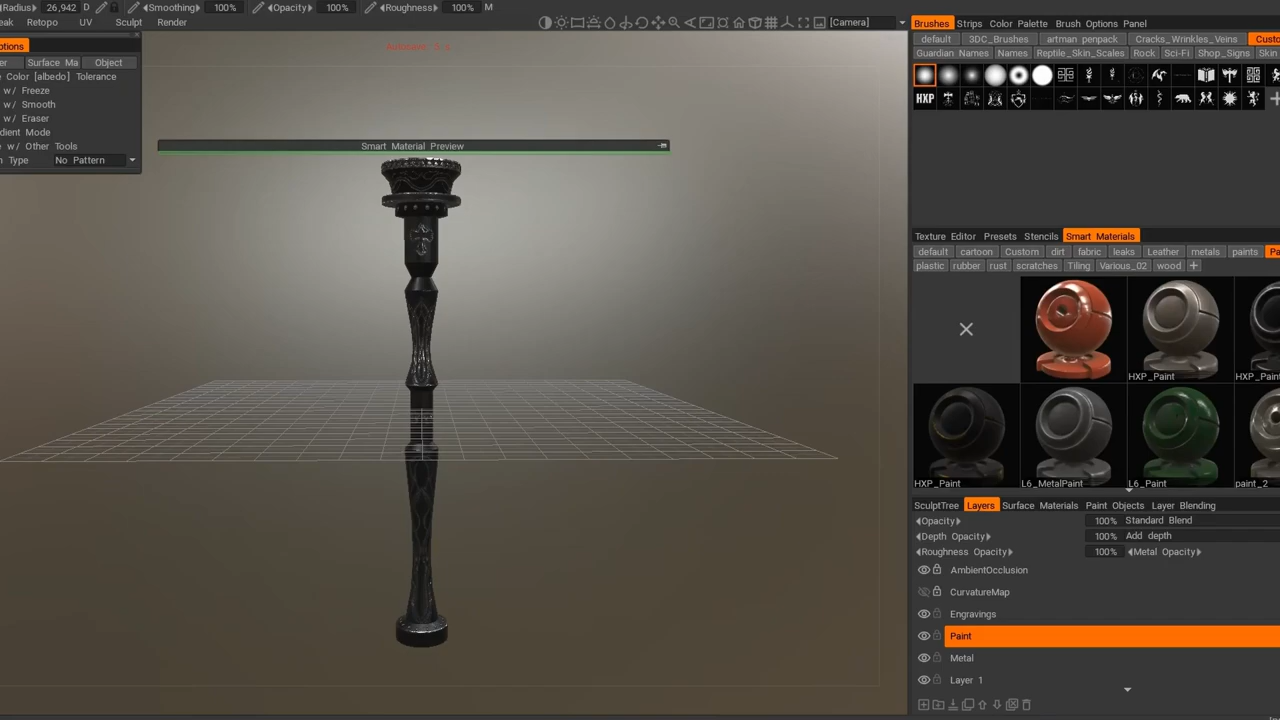 Radius 26,942 D Smoothing 100% Opacity 100% Roughness 100% M
eak Retopo UV Sculpt Render [Camera]
Autosave 1 s
ptions
er Surface Ma Object
e Color [albedo] Tolerance
w/ Freeze
w/ Smooth
w/ Eraser
dient Mode
e w/ Other Tools
n Type No Pattern
Smart Material Preview
Brushes Strips Color Palette Brush Options Panel
default 3DC_Brushes artman penpack Cracks_Wrinkles_Veins Custo
Guardian Names Names Reptile_Skin_Scales Rock Sci-Fi Shop_Signs Skin
HXP
Texture Editor Presets Stencils Smart Materials
default cartoon Custom dirt fabric leaks Leather metals paints Pa
plastic rubber rust scratches Tiling Various_02 wood +
HXP_Paint HXP_Pain
HXP_Paint L6_MetalPaint L6_Paint paint_2
SculptTree Layers Surface Materials Paint Objects Layer Blending
Opacity 100% Standard Blend
Depth Opacity 100% Add depth
Roughness Opacity 100% Metal Opacity
AmbientOcclusion
CurvatureMap
Engravings
Paint
Metal
Layer 1